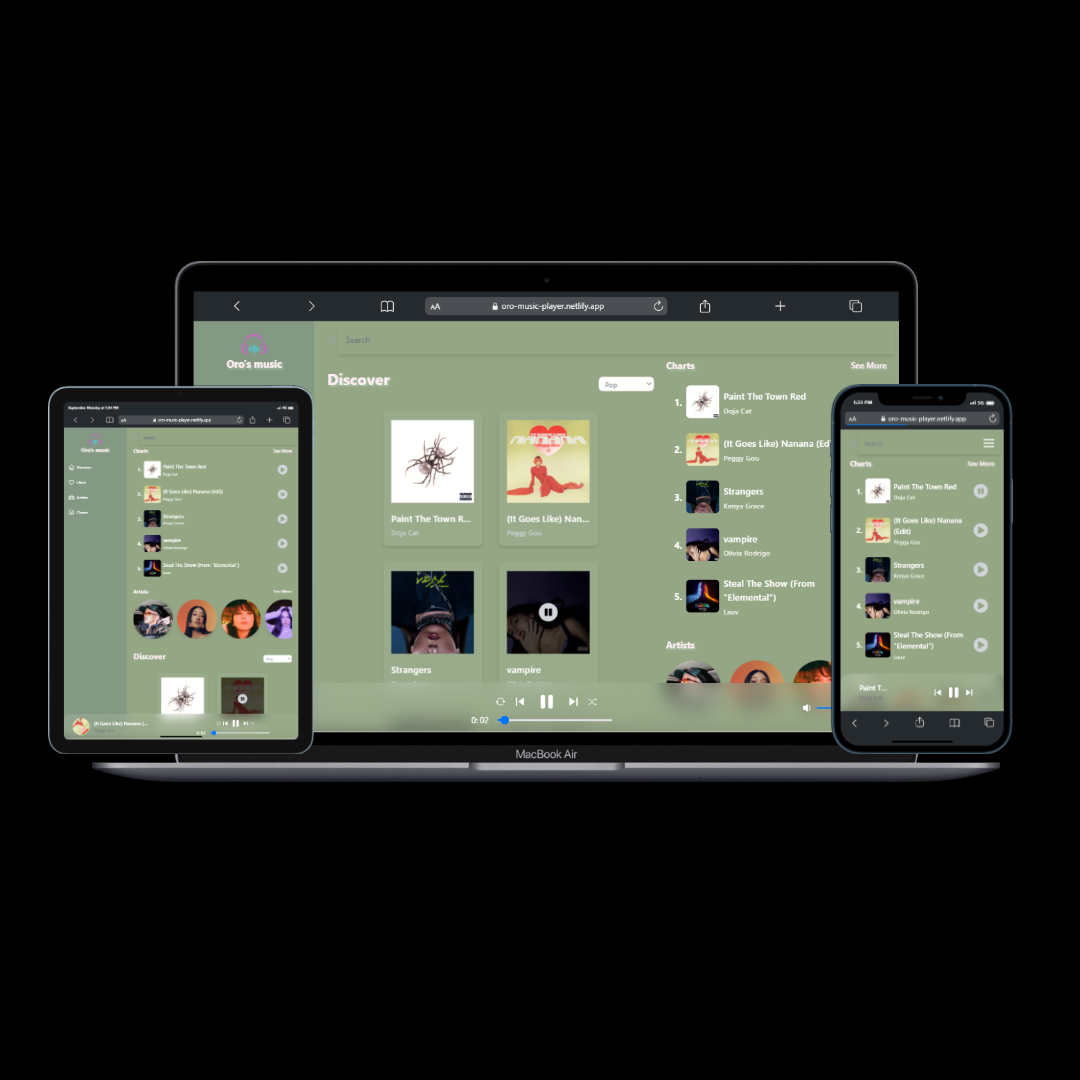 AA oro-music-player.netlify.app
Oro's music
Search
Discover
Pop
Paint The Town R...
Doja Cat
(It Goes Like) Nan...
Peggy Gou
Strangers
vampire
Charts
See More
1. Paint The Town Red
Doja Cat
2. (It Goes Like) Nanana (Ed
Peggy Gou
3. Strangers
Kenya Grace
4. vampire
Olivia Rodrigo
5. Steal The Show (From
"Elemental")
Lauv
Artists
0: 02
MacBook Air
AA oro-music-player.netlify.app
Oro's music
Discover
Artists
Charts
Search
Charts
See More
1. Paint The Town Red
Doja Cat
2. (It Goes Like) Nanana (Edit)
Peggy Gou
3. Strangers
Kenya Grace
4. vampire
Olivia Rodrigo
5. Steal The Show (From "Elemental")
Lauv
Artists
Discover
Pop
(It Goes Like) Nanana (...
Peggy Gou
5G
AA oro-music-player.netlify.app
Search
Charts
See More
1. Paint The Town Red
Doja Cat
2. (It Goes Like) Nanana
(Edit)
Peggy Gou
3. Strangers
Kenya Grace
4. vampire
Olivia Rodrigo
5. Steal The Show (From
"Elemental")
Lauv
Paint T...
Doja Cat